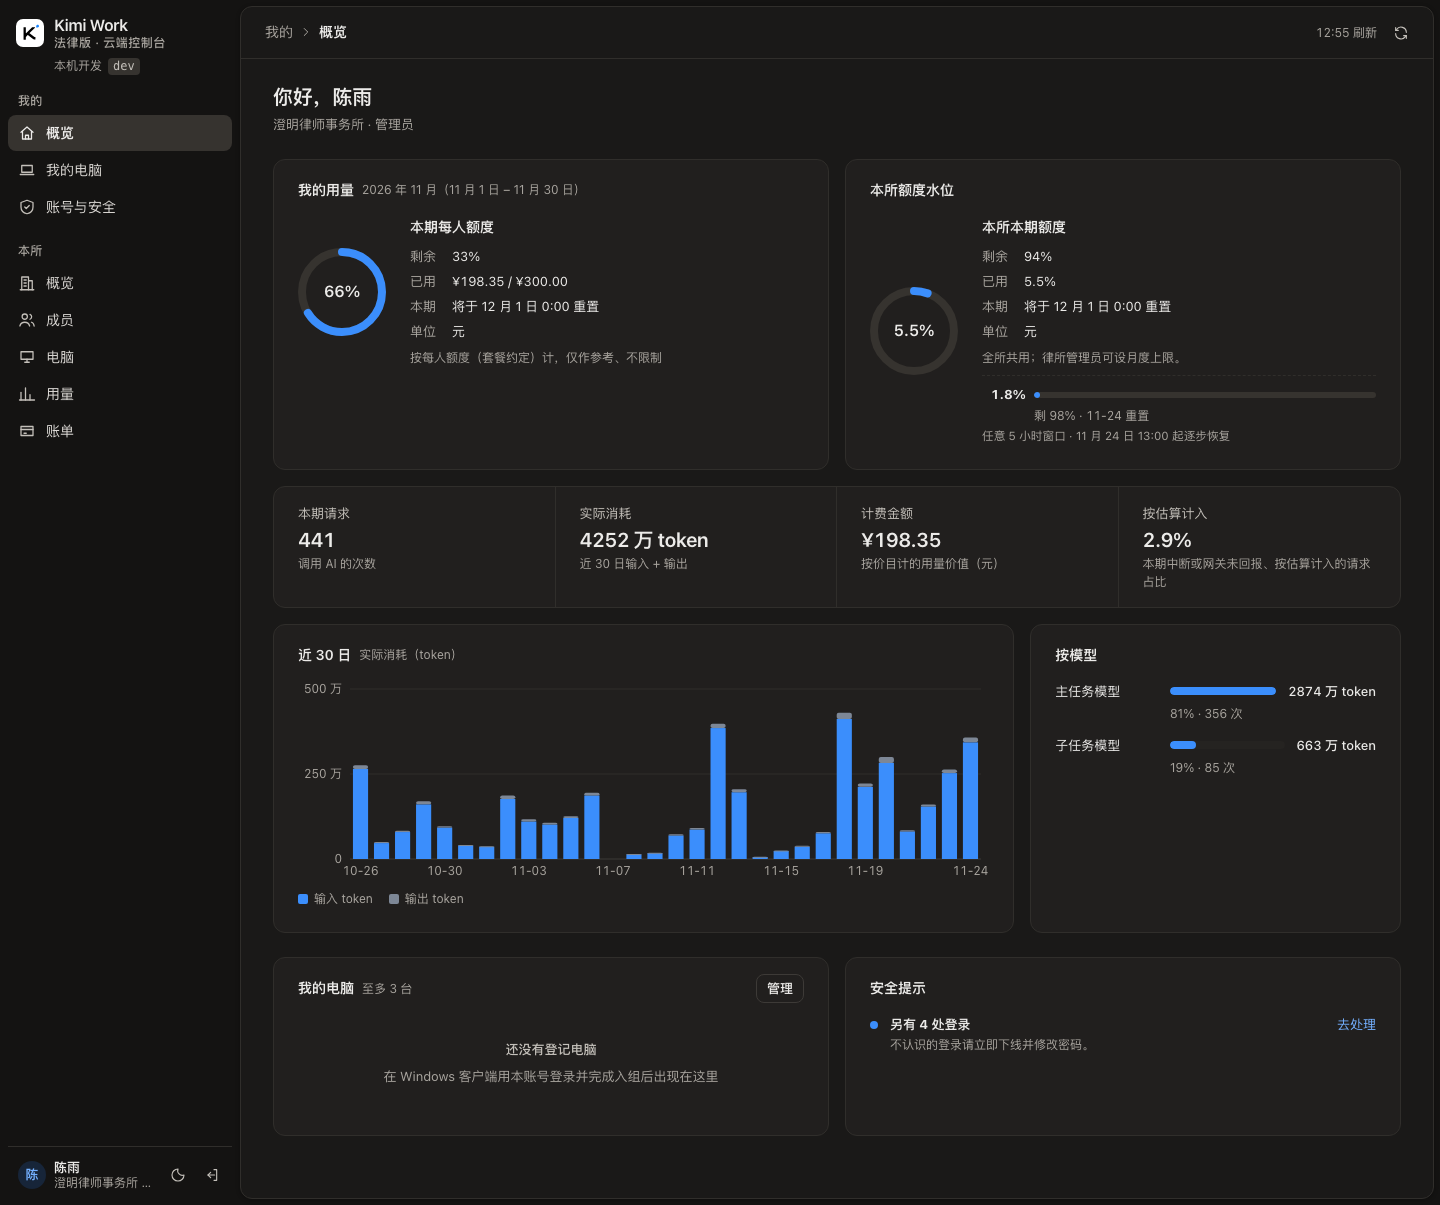 Kimi Work
法律版 · 云端控制台
本机开发 dev
我的
概览
我的电脑
账号与安全
本所
概览
成员
电脑
用量
账单
陈
陈雨
澄明律师事务所 ...
我的 > 概览
12:55 刷新
你好，陈雨
澄明律师事务所 · 管理员
我的用量 2026 年 11 月（11 月 1 日 – 11 月 30 日）
66%
本期每人额度
剩余 33%
已用 ¥198.35 / ¥300.00
本期 将于 12 月 1 日 0:00 重置
单位 元
按每人额度（套餐约定）计，仅作参考、不限制
本所额度水位
5.5%
本所本期额度
剩余 94%
已用 5.5%
本期 将于 12 月 1 日 0:00 重置
单位 元
全所共用；律所管理员可设月度上限。
1.8%
剩 98% · 11-24 重置
任意 5 小时窗口 · 11 月 24 日 13:00 起逐步恢复
本期请求
441
调用 AI 的次数
实际消耗
4252 万 token
近 30 日输入 + 输出
计费金额
¥198.35
按价目计的用量价值（元）
按估算计入
2.9%
本期中断或网关未回报、按估算计入的请求
占比
近 30 日 实际消耗（token）
500 万
250 万
0
10-26 10-30 11-03 11-07 11-11 11-15 11-19 11-24
输入 token 输出 token
按模型
主任务模型 2874 万 token
81% · 356 次
子任务模型 663 万 token
19% · 85 次
我的电脑 至多 3 台
管理
还没有登记电脑
在 Windows 客户端用本账号登录并完成入组后出现在这里
安全提示
另有 4 处登录
去处理
不认识的登录请立即下线并修改密码。